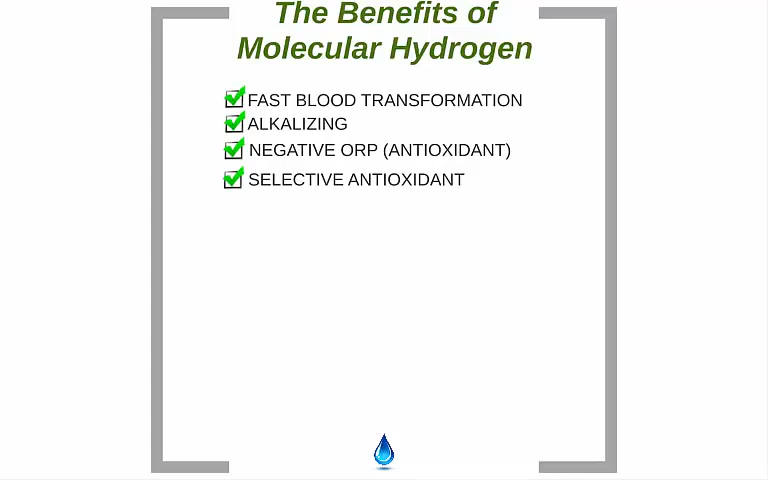 The Benefits of
Molecular Hydrogen
FAST BLOOD TRANSFORMATION
ALKALIZING
NEGATIVE ORP (ANTIOXIDANT)
SELECTIVE ANTIOXIDANT